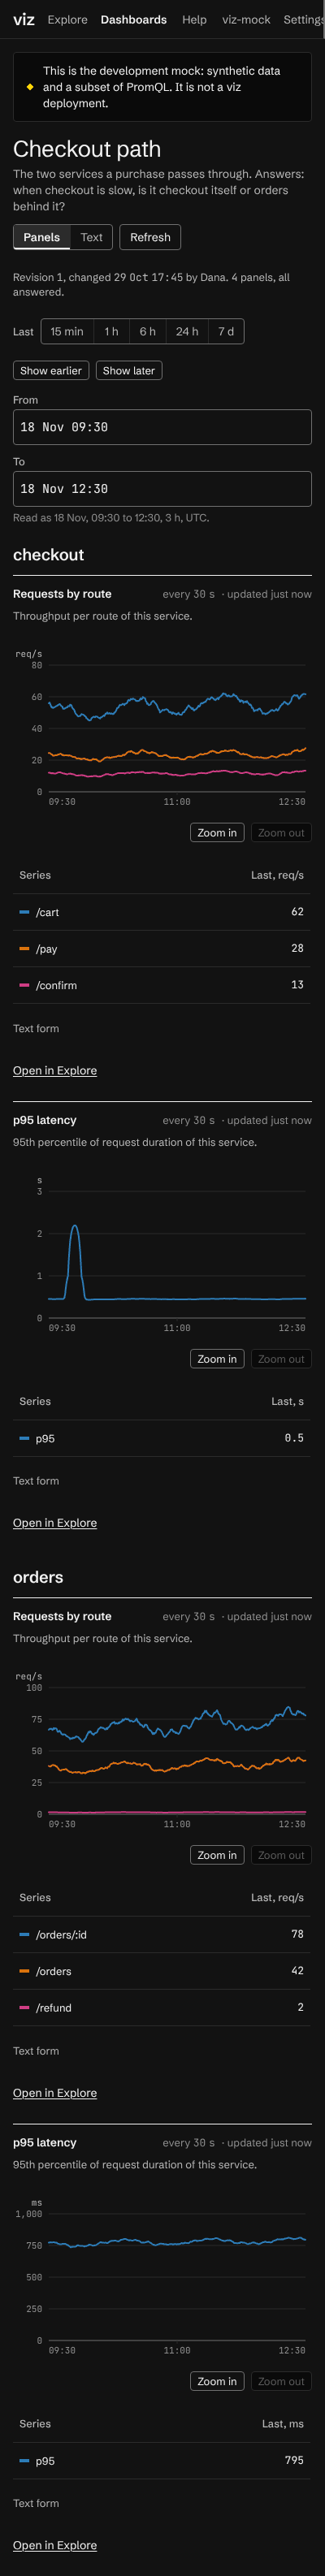 viz Explore Dashboards Help viz-mock Settings
This is the development mock: synthetic data
and a subset of PromQL. It is not a viz
deployment.
Checkout path
The two services a purchase passes through. Answers:
when checkout is slow, is it checkout itself or orders
behind it?
Panels Text Refresh
Revision 1, changed 29 Oct 17:45 by Dana. 4 panels, all
answered.
Last 15 min 1 h 6 h 24 h 7 d
Show earlier Show later
From
18 Nov 09:30
To
18 Nov 12:30
Read as 18 Nov, 09:30 to 12:30, 3 h, UTC.
checkout
Requests by route every 30 s · updated just now
Throughput per route of this service.
req/s
80
60
40
20
0
09:30 11:00 12:30
Zoom in Zoom out
Series Last, req/s
/cart 62
/pay 28
/confirm 13
Text form
Open in Explore
p95 latency every 30 s · updated just now
95th percentile of request duration of this service.
s
3
2
1
0
09:30 11:00 12:30
Zoom in Zoom out
Series Last, s
p95 0.5
Text form
Open in Explore
orders
Requests by route every 30 s · updated just now
Throughput per route of this service.
req/s
100
75
50
25
0
09:30 11:00 12:30
Zoom in Zoom out
Series Last, req/s
/orders/:id 78
/orders 42
/refund 2
Text form
Open in Explore
p95 latency every 30 s · updated just now
95th percentile of request duration of this service.
ms
1,000
750
500
250
0
09:30 11:00 12:30
Zoom in Zoom out
Series Last, ms
p95 795
Text form
Open in Explore